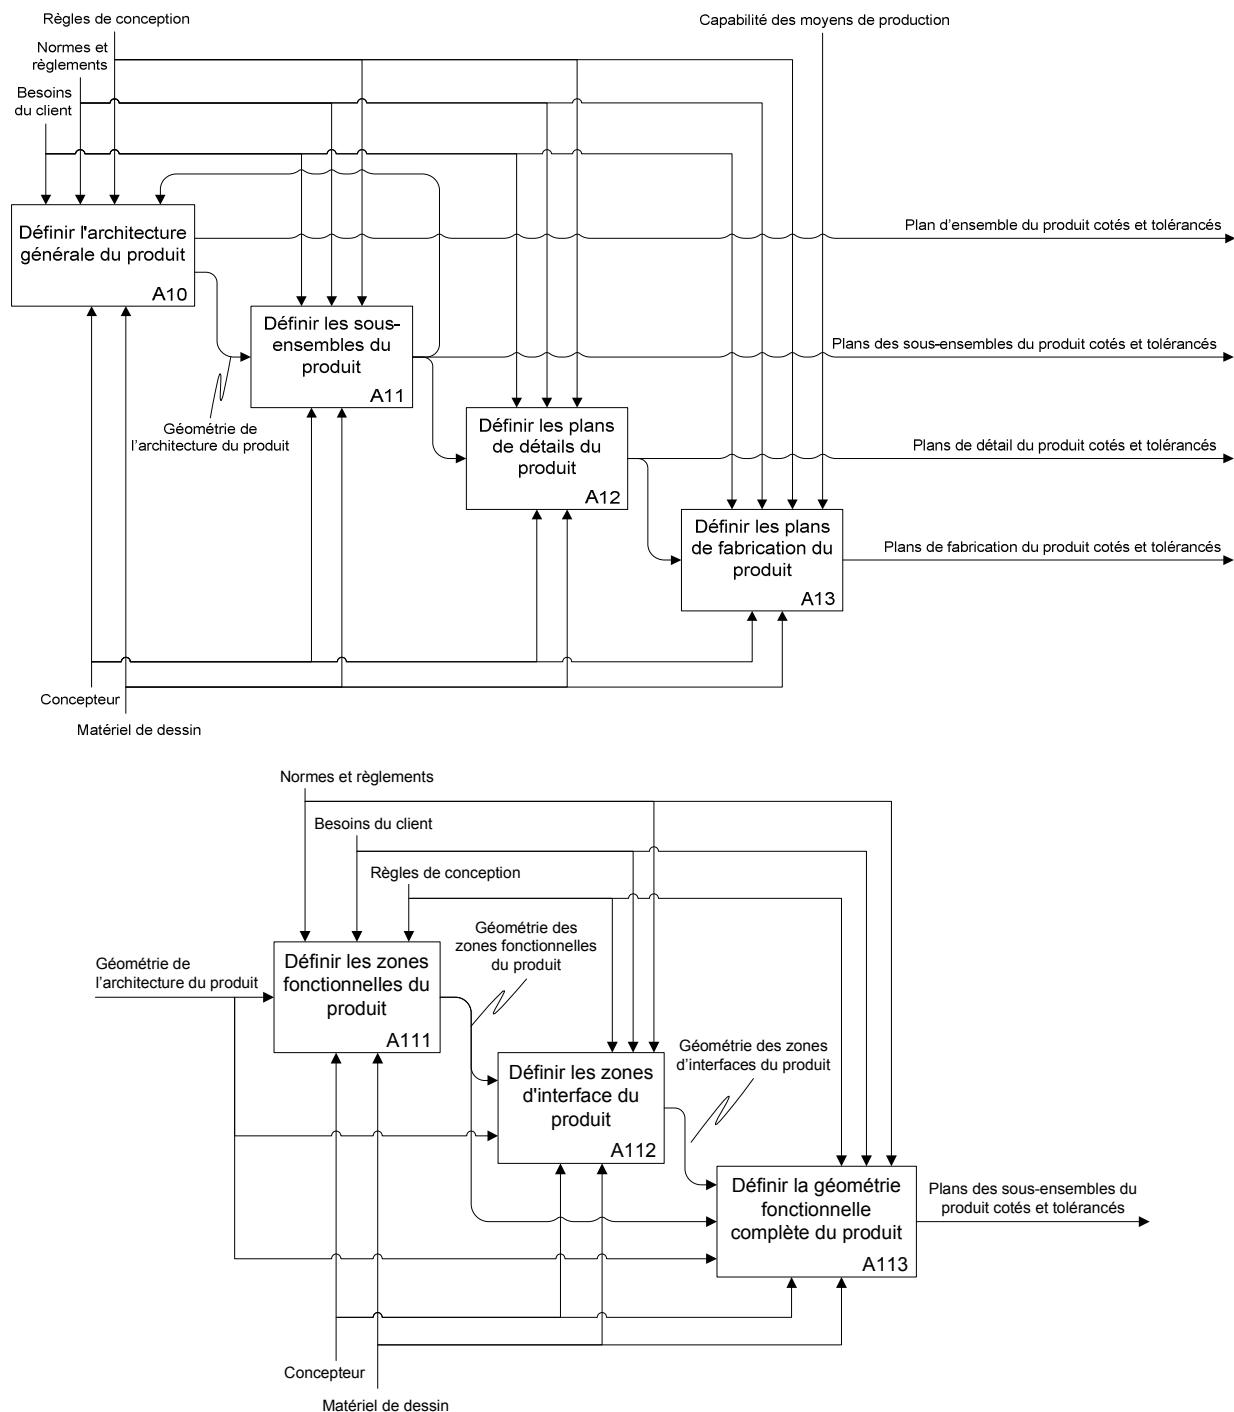 Règles de conception
Capabilité des moyens de production
Normes et
règlements
Besoins
du client
Définir l'architecture
générale du produit
A10
Plan d'ensemble du produit cotés et tolérancés
Définir les sous-
ensembles du
produit
A11
Plans des sous-ensembles du produit cotés et tolérancés
Géométrie de
l'architecture du produit
Définir les plans
de détails du
produit
A12
Plans de détail du produit cotés et tolérancés
Définir les plans
de fabrication du
produit
A13
Plans de fabrication du produit cotés et tolérancés
Concepteur
Matériel de dessin
Normes et règlements
Besoins du client
Règles de conception
Géométrie des
zones fonctionnelles
du produit
Géométrie de
l'architecture du produit
Définir les zones
fonctionnelles du
produit
A111
Géométrie des zones
d'interfaces du produit
Définir les zones
d'interface du
produit
A112
Définir la géométrie
fonctionnelle
complète du produit
A113
Plans des sous-ensembles du
produit cotés et tolérancés
Concepteur
Matériel de dessin